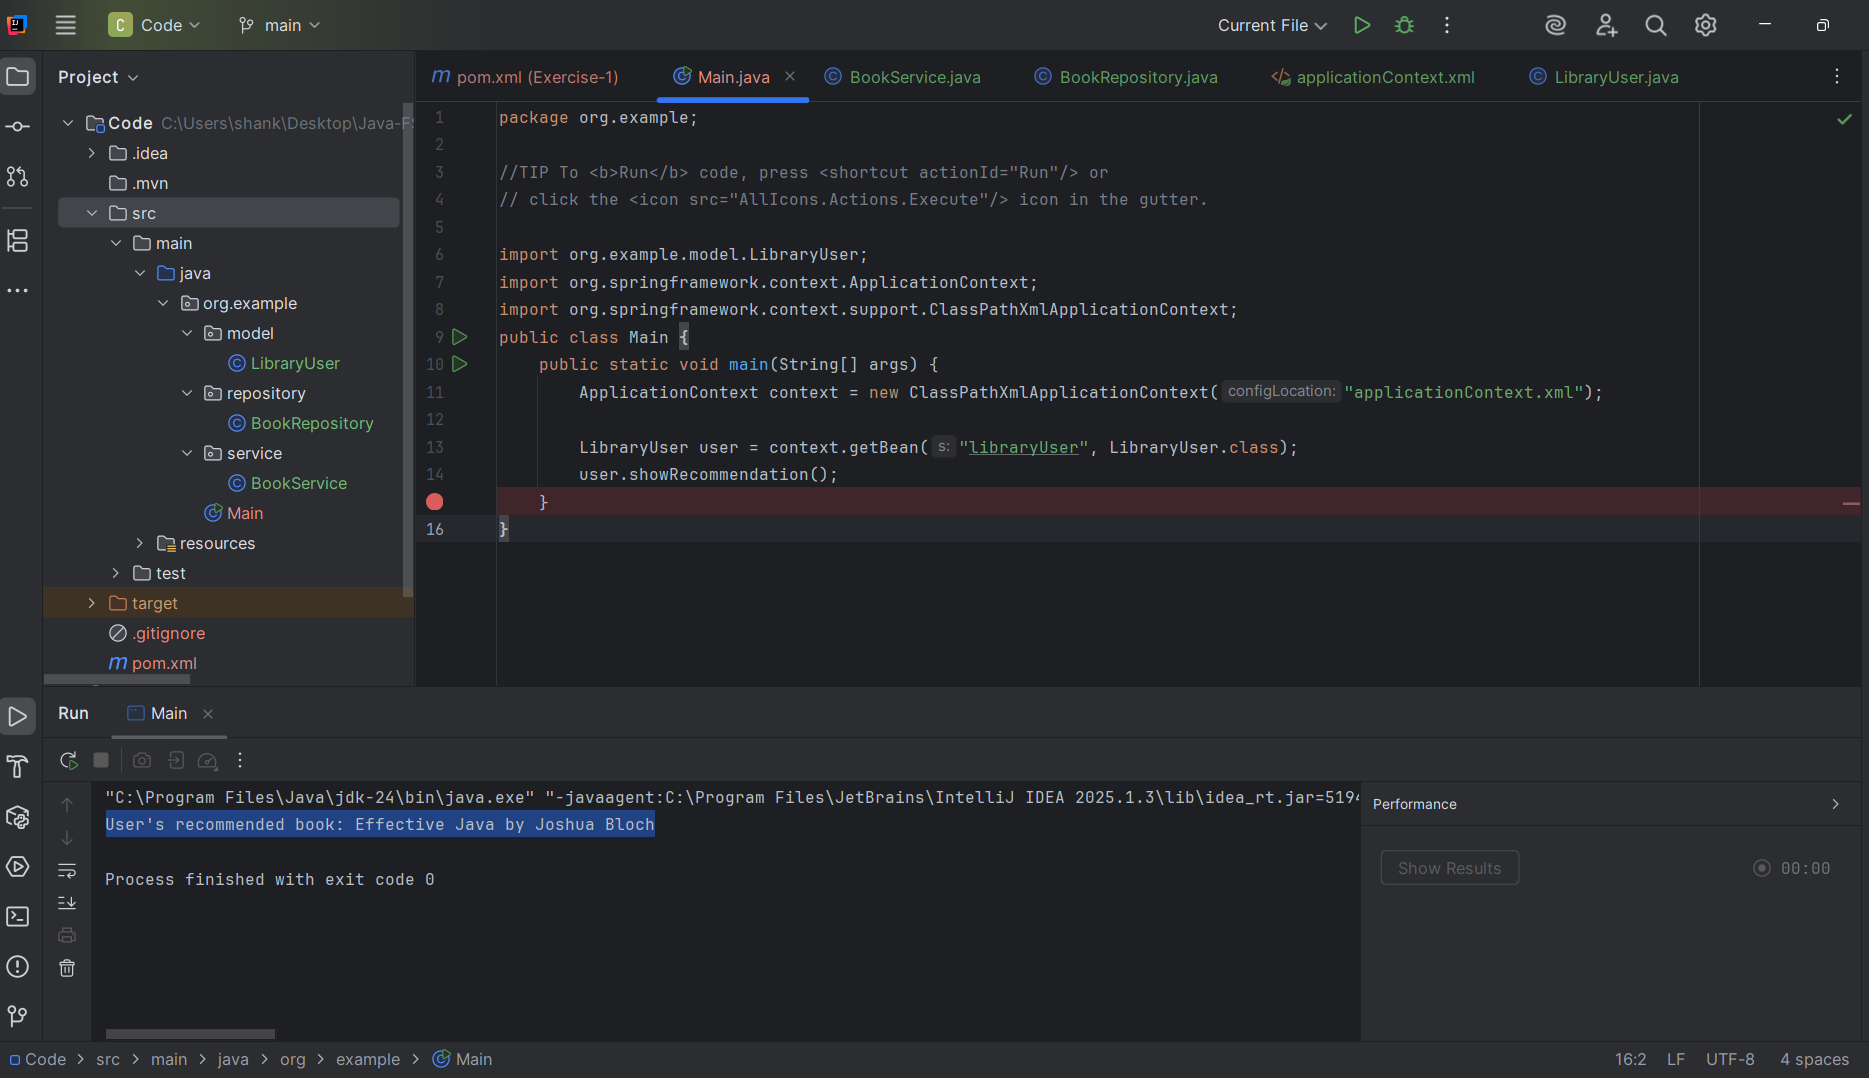 C Code main Current File
Project
pom.xml (Exercise-1) Main.java BookService.java BookRepository.java applicationContext.xml LibraryUser.java
Code C:\Users\shank\Desktop\Java-FS
.idea
.mvn
src
main
java
org.example
model
LibraryUser
repository
BookRepository
service
BookService
Main
resources
test
target
.gitignore
pom.xml
1 package org.example;
2
3 //TIP To <b>Run</b> code, press <shortcut actionId="Run"/> or
4 // click the <icon src="AllIcons.Actions.Execute"/> icon in the gutter.
5
6 import org.example.model.LibraryUser;
7 import org.springframework.context.ApplicationContext;
8 import org.springframework.context.support.ClassPathXmlApplicationContext;
9 public class Main {
10 public static void main(String[] args) {
11 ApplicationContext context = new ClassPathXmlApplicationContext( configLocation: "applicationContext.xml");
12
13 LibraryUser user = context.getBean( s: "libraryUser", LibraryUser.class);
14 user.showRecommendation();
}
16 }
Run Main
"C:\Program Files\Java\jdk-24\bin\java.exe" "-javaagent:C:\Program Files\JetBrains\IntelliJ IDEA 2025.1.3\lib\idea_rt.jar=5194
User's recommended book: Effective Java by Joshua Bloch
Process finished with exit code 0
Performance
Show Results 00:00
Code > src > main > java > org > example > Main 16:2 LF UTF-8 4 spaces